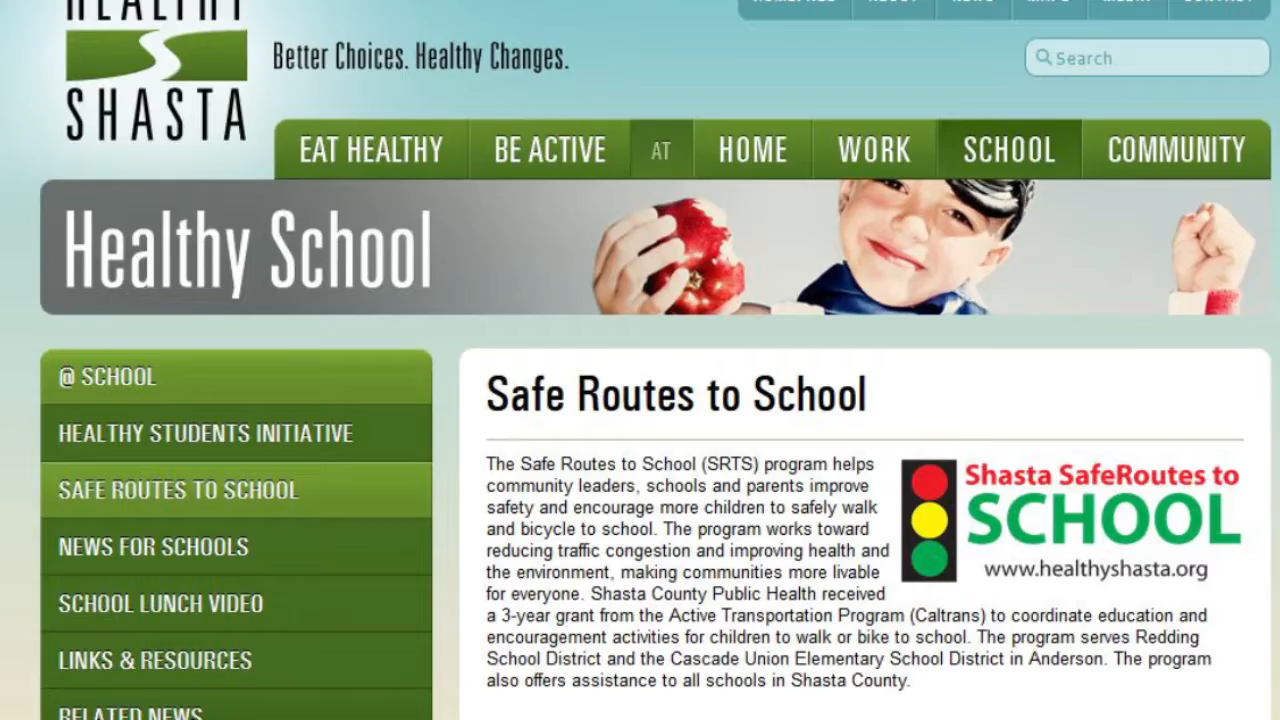 HEALTHY
SHASTA
Better Choices. Healthy Changes.
Search
EAT HEALTHY BE ACTIVE AT HOME WORK SCHOOL COMMUNITY
Healthy School
@ SCHOOL
HEALTHY STUDENTS INITIATIVE
SAFE ROUTES TO SCHOOL
NEWS FOR SCHOOLS
SCHOOL LUNCH VIDEO
LINKS & RESOURCES
RELATED NEWS
Safe Routes to School
The Safe Routes to School (SRTS) program helps
community leaders, schools and parents improve
safety and encourage more children to safely walk
and bicycle to school. The program works toward
reducing traffic congestion and improving health and
the environment, making communities more livable
for everyone. Shasta County Public Health received
a 3-year grant from the Active Transportation Program (Caltrans) to coordinate education and
encouragement activities for children to walk or bike to school. The program serves Redding
School District and the Cascade Union Elementary School District in Anderson. The program
also offers assistance to all schools in Shasta County.
Shasta SafeRoutes to
SCHOOL
www.healthyshasta.org